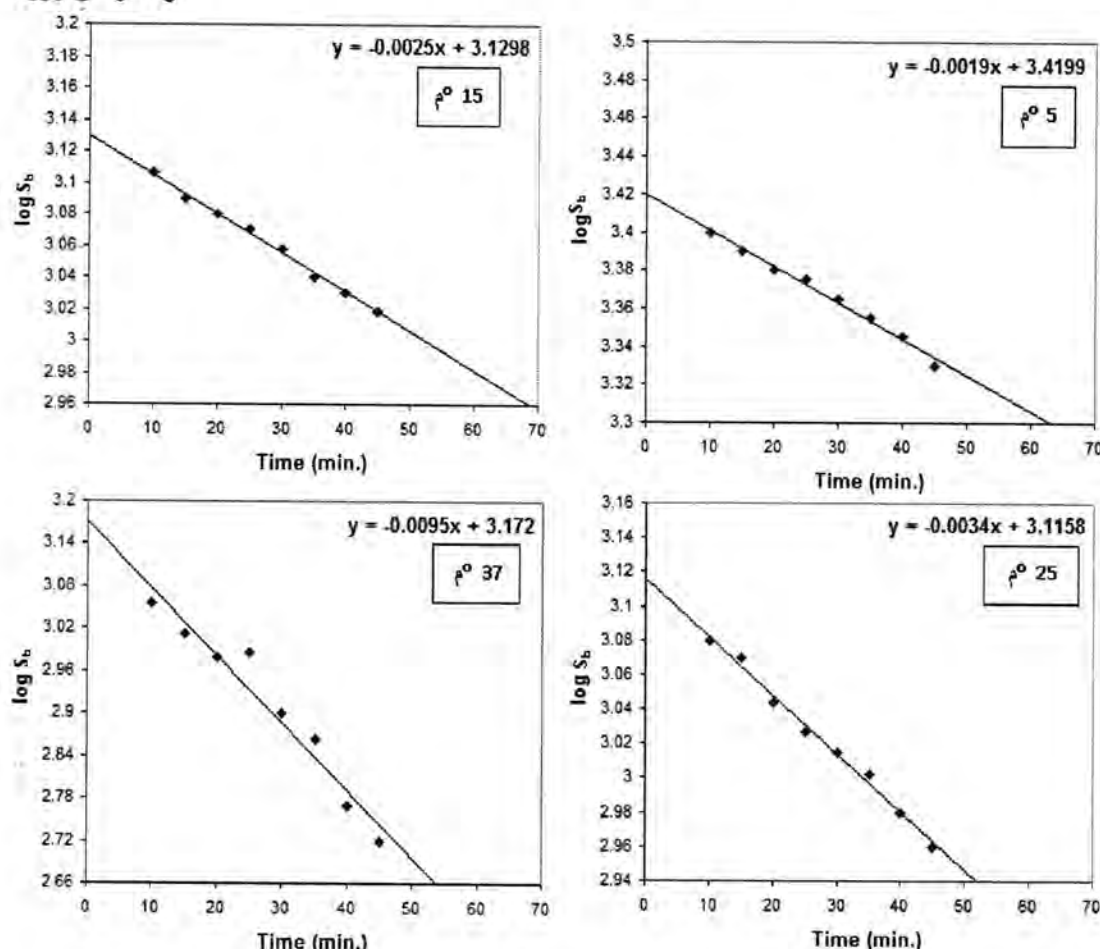 3.2
3.18
3.16
3.14
3.12
3.1
3.08
3.06
3.04
3.02
3
2.98
2.96
log Sb
y = -0.0025x + 3.1298
15 °م
0 10 20 30 40 50 60 70
Time (min.)
3.5
3.48
3.46
3.44
3.42
3.4
3.38
3.36
3.34
3.32
3.3
logSb
y = -0.0019x + 3.4199
5 °م
0 10 20 30 40 50 60 70
Time (min.)
3.2
3.14
3.08
3.02
2.96
2.9
2.84
2.78
2.72
2.66
log Sb
y = -0.0095x + 3.172
37 °م
0 10 20 30 40 50 60 70
Time (min.)
3.16
3.14
3.12
3.1
3.08
3.06
3.04
3.02
3
2.98
2.96
2.94
log Sb
y = -0.0034x + 3.1158
25 °م
0 10 20 30 40 50 60 70
Time (min.)